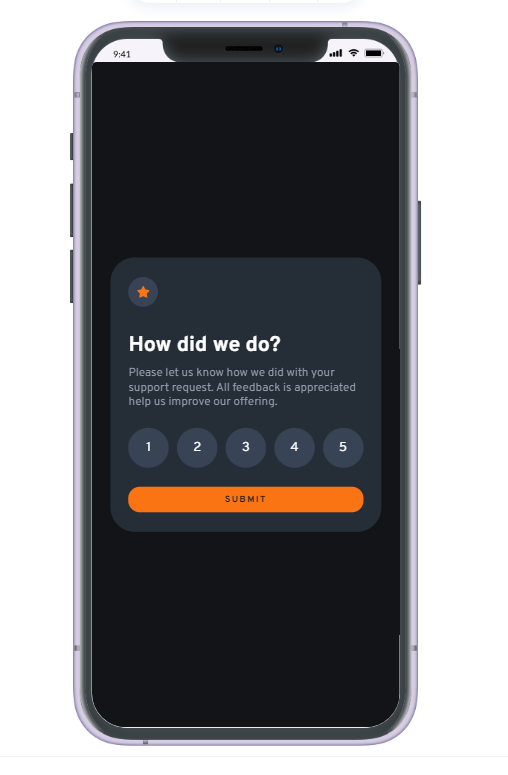 9:41
How did we do?
Please let us know how we did with your
support request. All feedback is appreciated
help us improve our offering.
1 2 3 4 5
SUBMIT